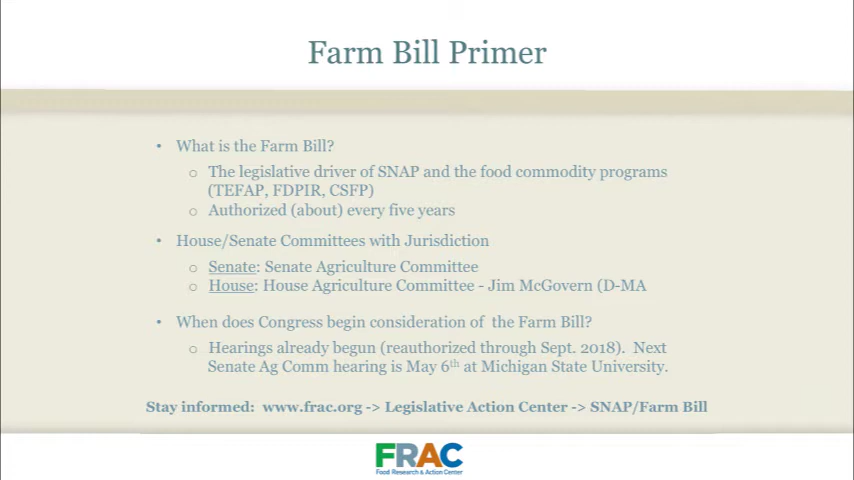 Farm Bill Primer
• What is the Farm Bill?
o The legislative driver of SNAP and the food commodity programs
(TEFAP, FDPIR, CSFP)
o Authorized (about) every five years
• House/Senate Committees with Jurisdiction
o Senate: Senate Agriculture Committee
o House: House Agriculture Committee - Jim McGovern (D-MA
• When does Congress begin consideration of the Farm Bill?
o Hearings already begun (reauthorized through Sept. 2018). Next
Senate Ag Comm hearing is May 6th at Michigan State University.
Stay informed: www.frac.org -> Legislative Action Center -> SNAP/Farm Bill
FRAC
Food Research & Action Center